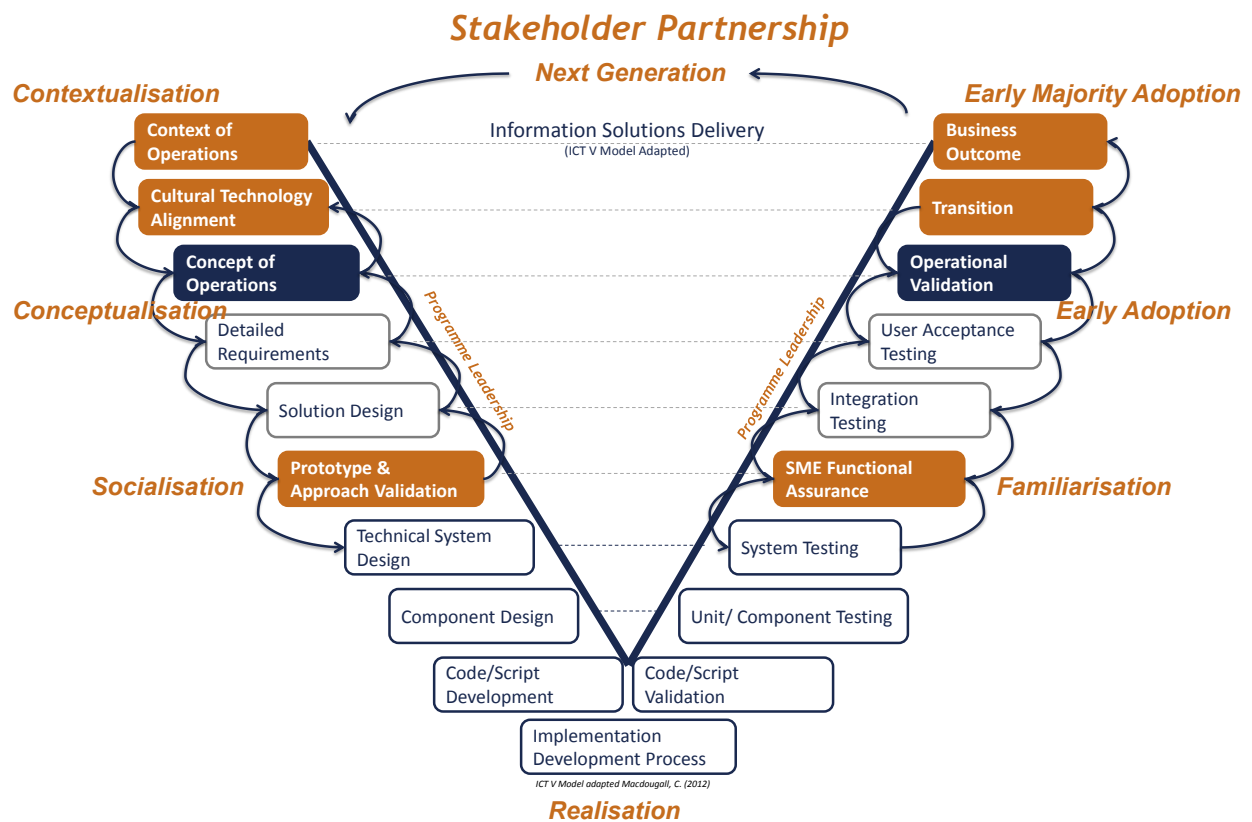 Stakeholder Partnership
Next Generation
Contextualisation
Early Majority Adoption
Information Solutions Delivery
(ICT V Model Adapted)
Context of
Operations
Business
Outcome
Cultural Technology
Alignment
Transition
Concept of
Operations
Operational
Validation
Conceptualisation
Early Adoption
Programme Leadership
Programme Leadership
Detailed
Requirements
User Acceptance
Testing
Solution Design
Integration
Testing
Socialisation
Prototype &
Approach Validation
SME Functional
Assurance
Familiarisation
Technical System
Design
System Testing
Component Design
Unit/ Component Testing
Code/Script
Development
Code/Script
Validation
Implementation
Development Process
ICT V Model adapted Macdougall, C. (2012)
Realisation